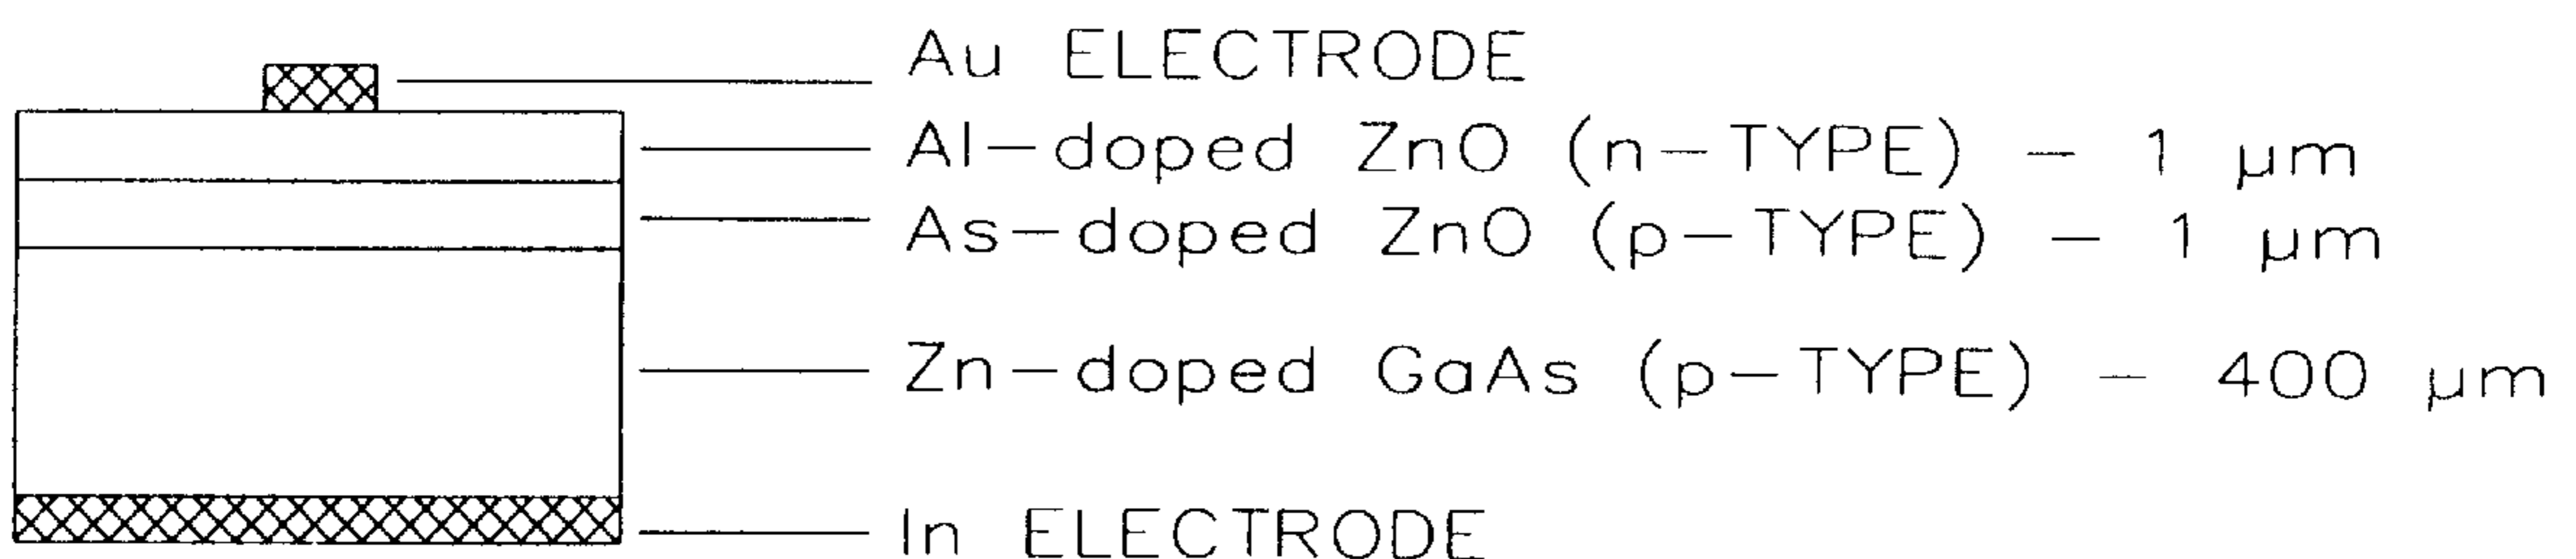 Au ELECTRODE
Al-doped ZnO (n-TYPE) - 1 μm
As-doped ZnO (p-TYPE) - 1 μm
Zn-doped GaAs (p-TYPE) - 400 μm
In ELECTRODE